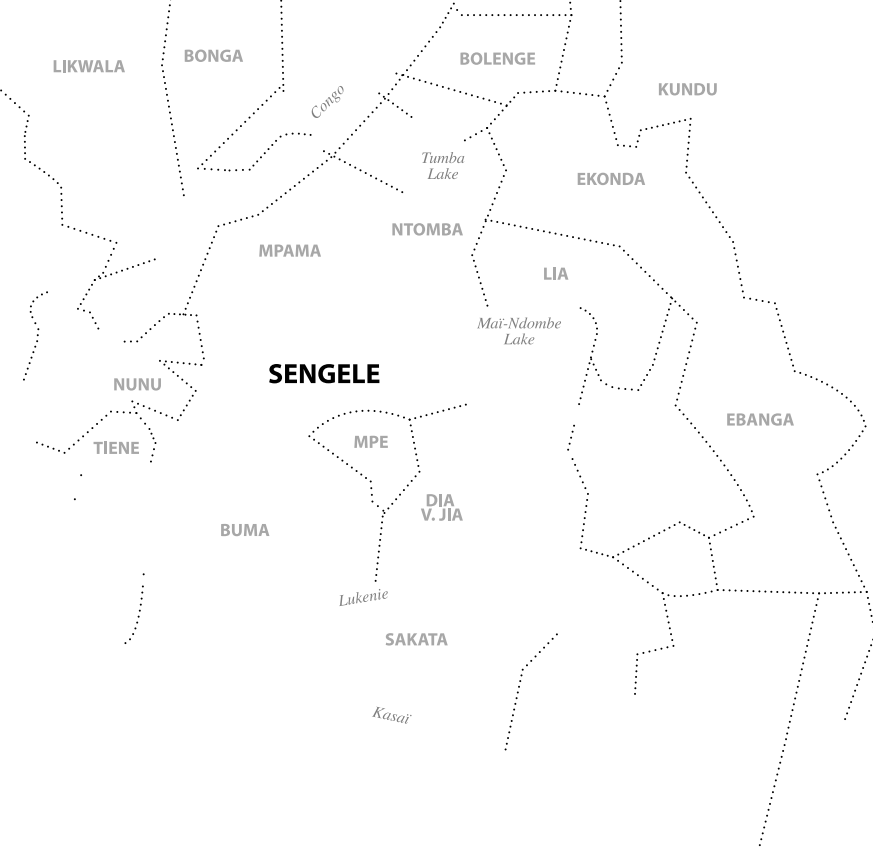 BONGA
BOLENGE
LIKWALA
KUNDU
Congo
Tumba
Lake
EKONDA
NTOMBA
MPAMA
LIA
Maï-Ndombe
Lake
SENGELE
NUNU
EBANGA
MPE
TIENE
DIA
V. JIA
BUMA
Lukenie
SAKATA
Kasaï